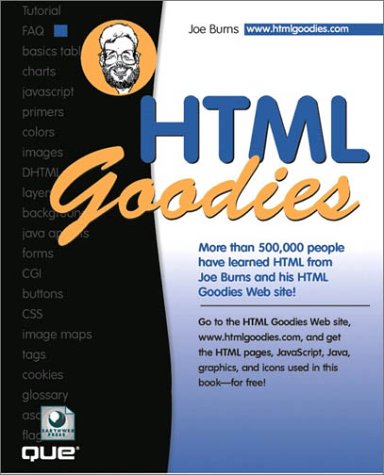 Joe Burns www.htmlgoodies.com
Tutorial
FAQ
basics
charts
javascript
primers
colors
images
DHTML
forms
CGI
buttons
CSS
image maps
tags
cookies
glossary
HTML
Goodies
More than 500,000 people
have learned HTML from
Joe Burns and his HTML
Goodies Web site!
Go to the HTML Goodies Web site,
www.htmlgoodies.com, and get
the HTML pages, JavaScript, Java,
graphics, and icons used in this
book—for free!
EARTHWEB
PRESS
QUE